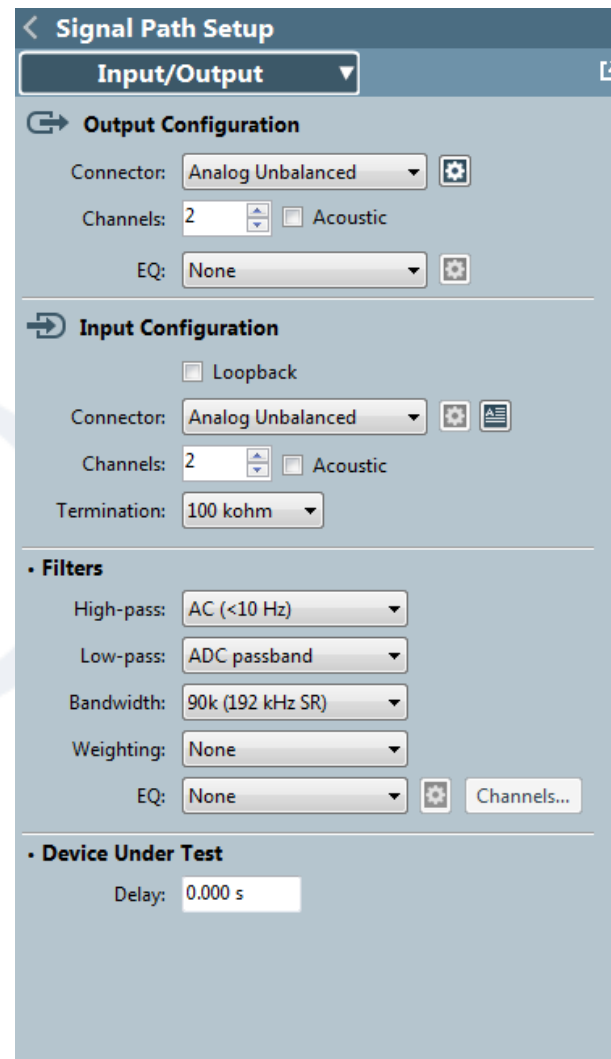 Signal Path Setup
Input/Output
Output Configuration
Connector: Analog Unbalanced
Channels: 2 Acoustic
EQ: None
Input Configuration
Loopback
Connector: Analog Unbalanced
Channels: 2 Acoustic
Termination: 100 kohm
• Filters
High-pass: AC (<10 Hz)
Low-pass: ADC passband
Bandwidth: 90k (192 kHz SR)
Weighting: None
EQ: None Channels...
• Device Under Test
Delay: 0.000 s